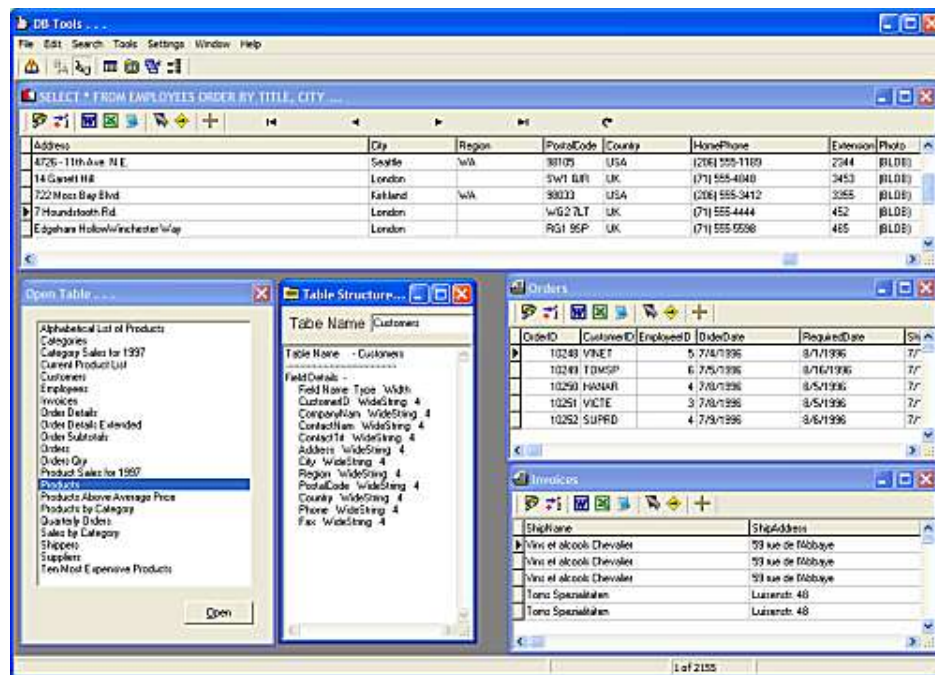 DB Tools . . .
File Edit Search Tools Settings Window Help
SELECT * FROM EMPLOYEES ORDER BY TITLE, CITY ...
Address City Region PostalCode Country HomePhone Extension Photo
4726 - 11th Ave. N.E. Seattle WA 98105 USA (206) 555-1189 2344 (BLOB)
14 Garrett Hill London SW1 8JR UK (71) 555-4848 3453 (BLOB)
722 Moss Bay Blvd. Kirkland WA 98033 USA (206) 555-3412 3355 (BLOB)
7 Houndstooth Rd. London WG2 7LT UK (71) 555-4444 452 (BLOB)
Edgeham Hollow Winchester Way London RG1 9SP UK (71) 555-5598 465 (BLOB)
Open Table . . .
Alphabetical List of Products
Categories
Category Sales for 1997
Current Product List
Customers
Employees
Invoices
Order Details
Order Details Extended
Order Subtotals
Orders
Orders Qry
Product Sales for 1997
Products
Products Above Average Price
Products by Category
Quarterly Orders
Sales by Category
Shippers
Suppliers
Ten Most Expensive Products
Open
Table Structure...
Tabe Name Customers
Table Name - Customers
-------------------------
Field Details -
Field Name Type Width
CustomerID WideString 4
CompanyNam WideString 4
ContactNam WideString 4
ContactTit WideString 4
Address WideString 4
City WideString 4
Region WideString 4
PostalCode WideString 4
Country WideString 4
Phone WideString 4
Fax WideString 4
Orders
OrderID CustomerID EmployeeID OrderDate RequiredDate
10248 VINET 5 7/4/1996 8/1/1996 7/
10249 TOMSP 6 7/5/1996 8/16/1996 7/
10250 HANAR 4 7/8/1996 8/5/1996 7/
10251 VICTE 3 7/8/1996 8/5/1996 7/
10252 SUPRD 4 7/9/1996 8/6/1996 7/
Invoices
ShipName ShipAddress
Vins et alcools Chevalier 59 rue de l'Abbaye
Vins et alcools Chevalier 59 rue de l'Abbaye
Vins et alcools Chevalier 59 rue de l'Abbaye
Toms Spezialitäten Luisenstr. 48
Toms Spezialitäten Luisenstr. 48
1 of 2155